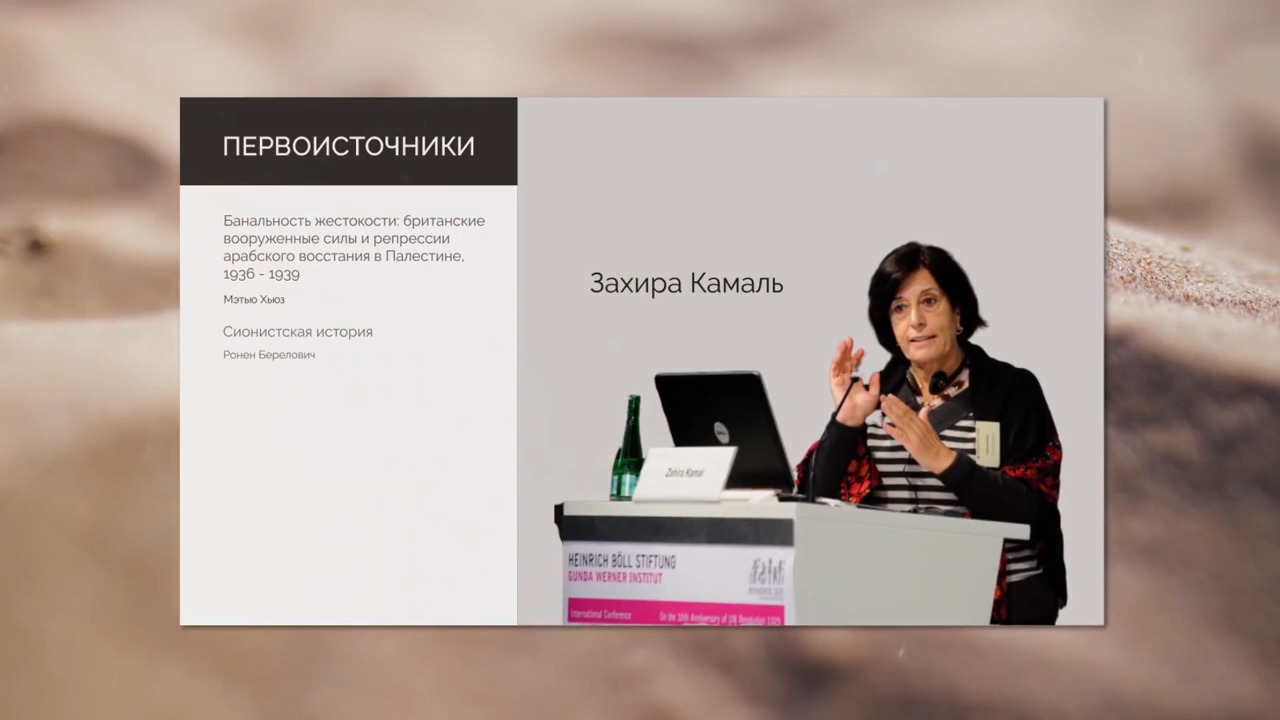 ПЕРВОИСТОЧНИКИ
Банальность жестокости: британские
вооруженные силы и репрессии
арабского восстания в Палестине,
1936 - 1939
Мэтью Хьюз
Сионистская история
Ронен Берелович
Захира Камаль
DELL
Zahira Kamal
HEINRICH BÖLL STIFTUNG
GUNDA WERNER INSTITUT
International Conference
On the 10th Anniversary of UN Resolution 1325